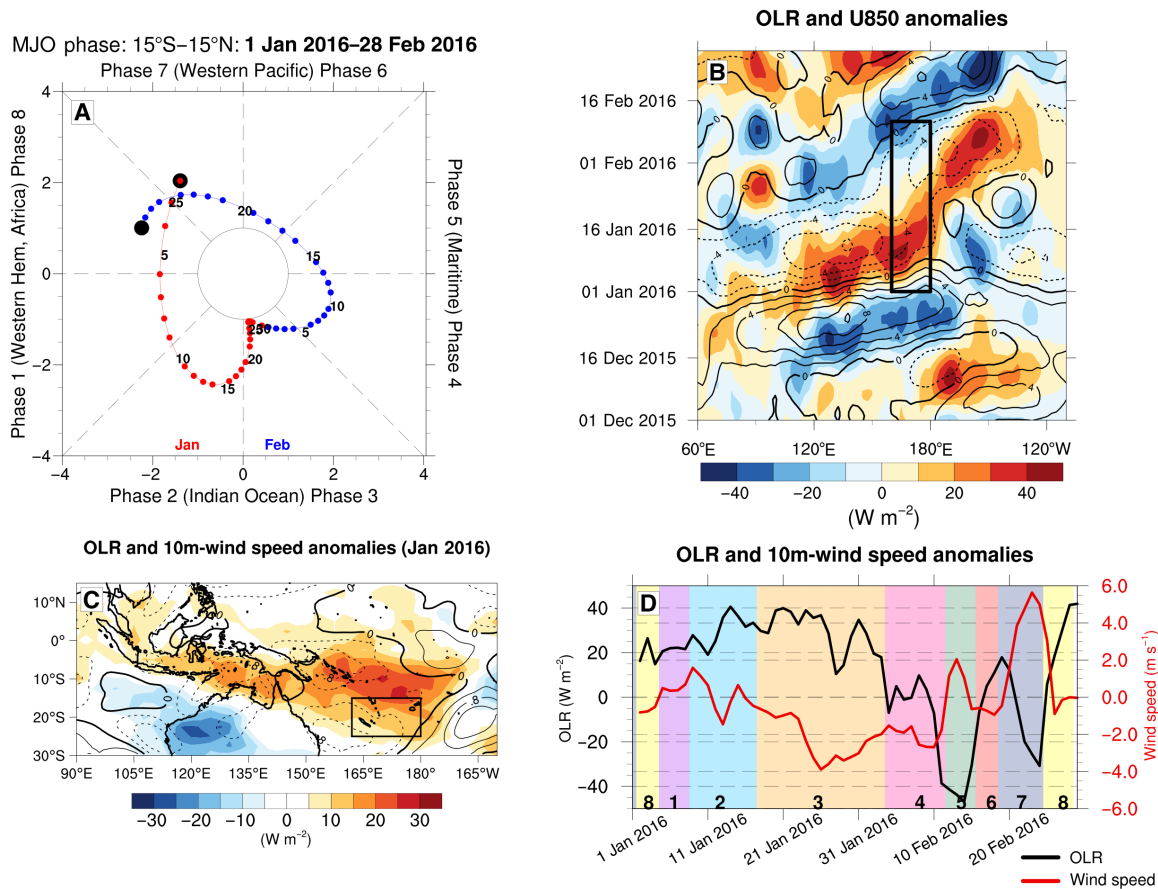 MJO phase: 15°S–15°N: 1 Jan 2016–28 Feb 2016
Phase 7 (Western Pacific) Phase 6
A
Phase 1 (Western Hem, Africa) Phase 8
Phase 5 (Maritime) Phase 4
4
2
0
−2
−4
25
20
5
15
10
5
25
30
20
10
15
Jan
Feb
−4
−2
0
2
4
Phase 2 (Indian Ocean) Phase 3
OLR and U850 anomalies
B
16 Feb 2016
01 Feb 2016
16 Jan 2016
01 Jan 2016
16 Dec 2015
01 Dec 2015
60°E
120°E
180°E
120°W
−40
−20
0
20
40
(W m−2)
OLR and 10m-wind speed anomalies (Jan 2016)
C
10°N
0°
10°S
20°S
30°S
90°E
105°E
120°E
135°E
150°E
165°E
180°
165°W
−30
−20
−10
0
10
20
30
(W m−2)
OLR and 10m-wind speed anomalies
D
OLR (W m−2)
40
20
0
−20
−40
6.0
4.0
2.0
0.0
−2.0
−4.0
−6.0
Wind speed (m s−1)
8
1
2
3
4
5
6
7
8
1 Jan 2016
11 Jan 2016
21 Jan 2016
31 Jan 2016
10 Feb 2016
20 Feb 2016
OLR
Wind speed